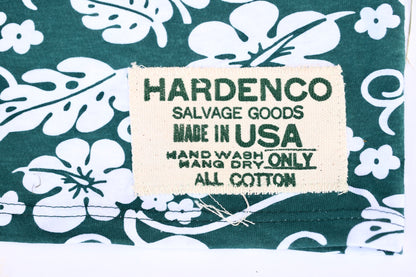 HARDENCO
SALVAGE GOODS
MADE IN USA
HAND WASH
HANG DRY ONLY
ALL COTTON